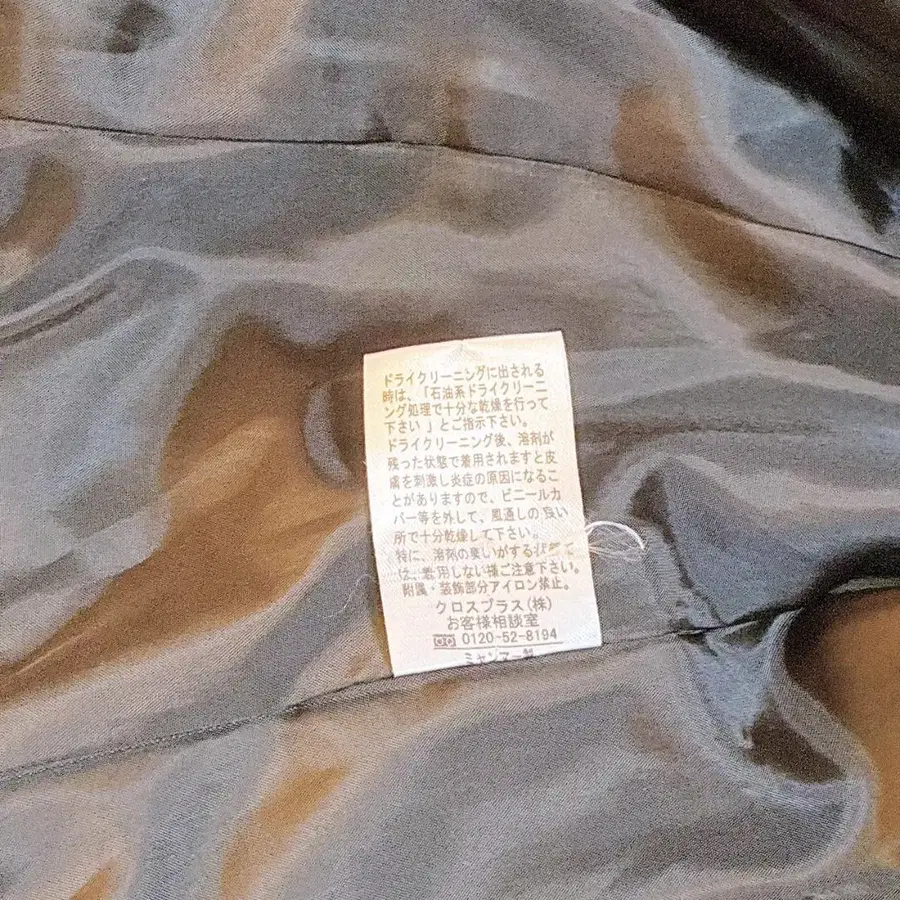 ドライクリーニングに出される
時は、「石油系ドライクリーニ
ング処理で十分な乾燥を行って
下さい」とご指示下さい。
ドライクリーニング後、溶剤が
残った状態で着用されますと皮
膚を刺激し炎症の原因になるこ
とがありますので、ビニールカ
バー等を外して、風通しの良い
所で十分乾燥して下さい。
特に、溶剤の臭いがする状態で
は、着用しない様ご注意下さい。
附属・装飾部分アイロン禁止。
クロスプラス(株)
お客様相談室
0120-52-8194
ミャンマー製